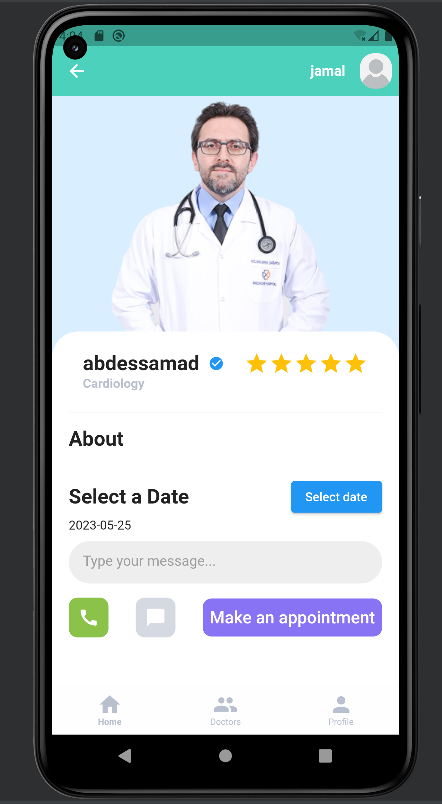 4:04
jamal
abdessamad
Cardiology
About
Select a Date
Select date
2023-05-25
Type your message...
Make an appointment
Home
Doctors
Profile